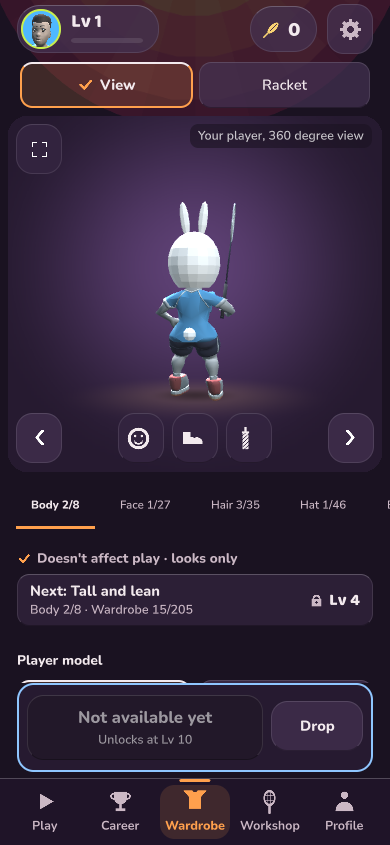 Lv 1
0
View
Racket
Your player, 360 degree view
Body 2/8
Face 1/27
Hair 3/35
Hat 1/46
Doesn't affect play · looks only
Next: Tall and lean
Body 2/8 · Wardrobe 15/205
Lv 4
Player model
Not available yet
Unlocks at Lv 10
Drop
Play
Career
Wardrobe
Workshop
Profile